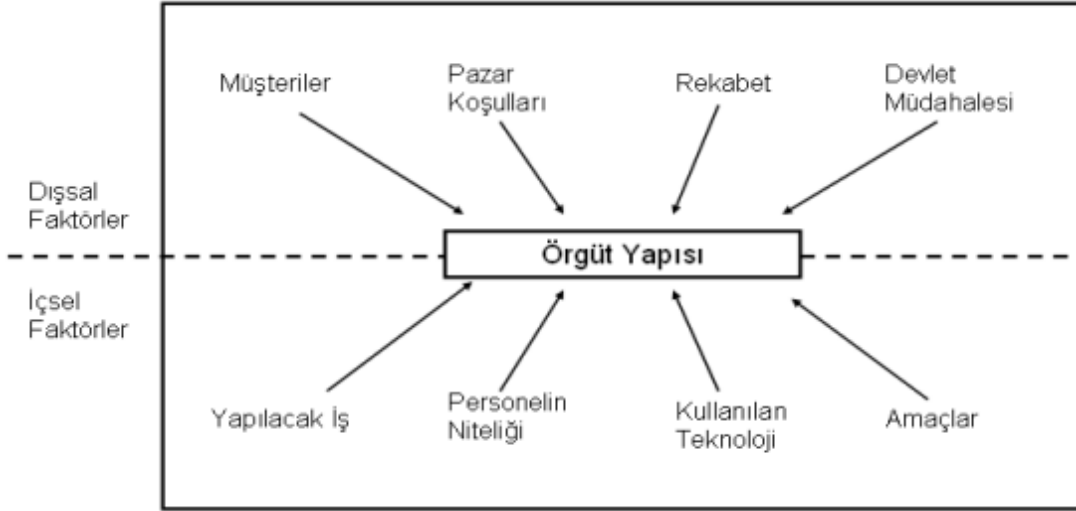 Müşteriler
Pazar
Koşulları
Rekabet
Devlet
Müdahalesi
Dışsal
Faktörler
Örgüt Yapısı
İçsel
Faktörler
Yapılacak İş
Personelin
Niteliği
Kullanılan
Teknoloji
Amaçlar